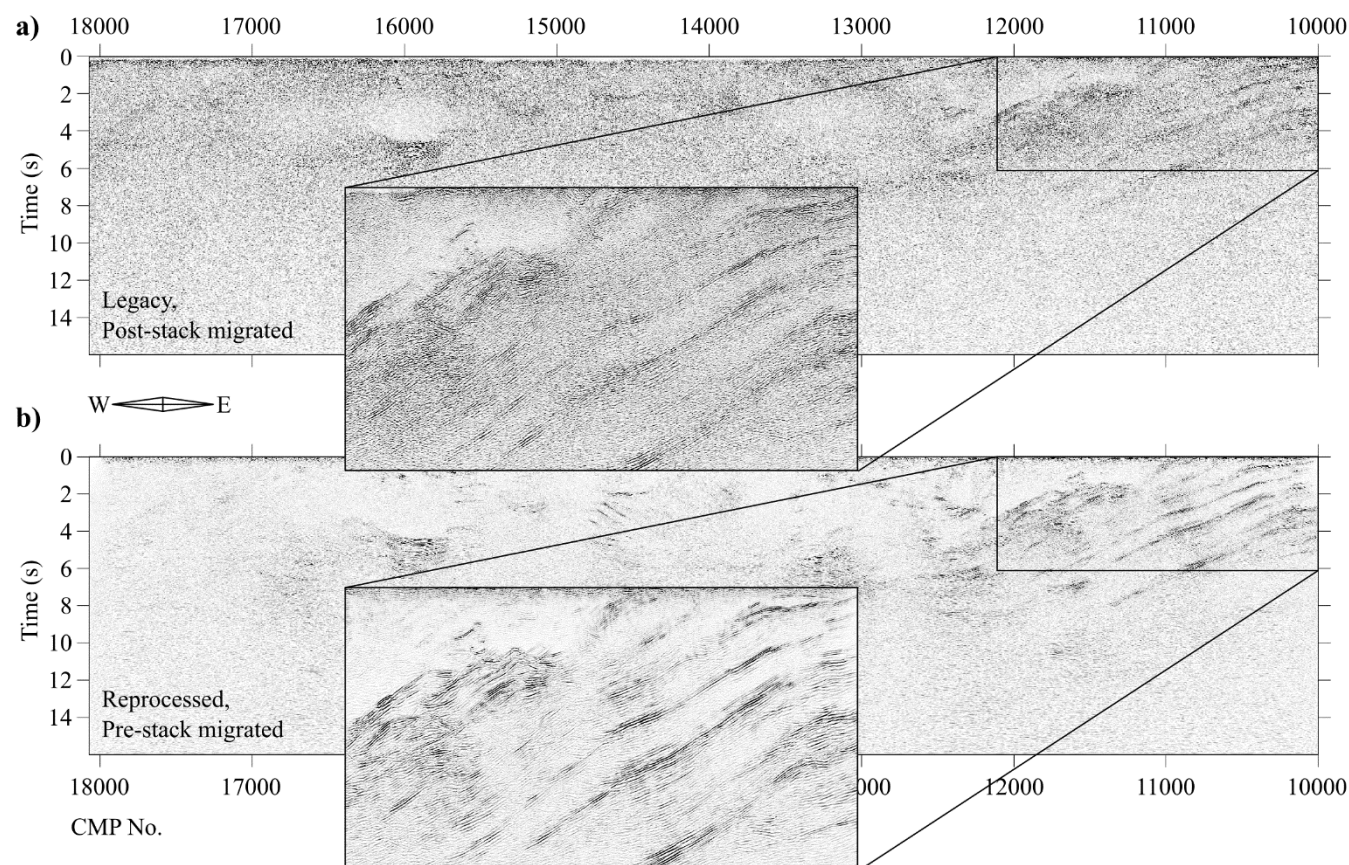 a)
18000 17000 16000 15000 14000 13000 12000 11000 10000
0
2
4
6
8
10
12
14
Time (s)
Legacy,
Post-stack migrated
W E
b)
0
2
4
6
8
10
12
14
Time (s)
Reprocessed,
Pre-stack migrated
18000 17000 000 12000 11000 10000
CMP No.